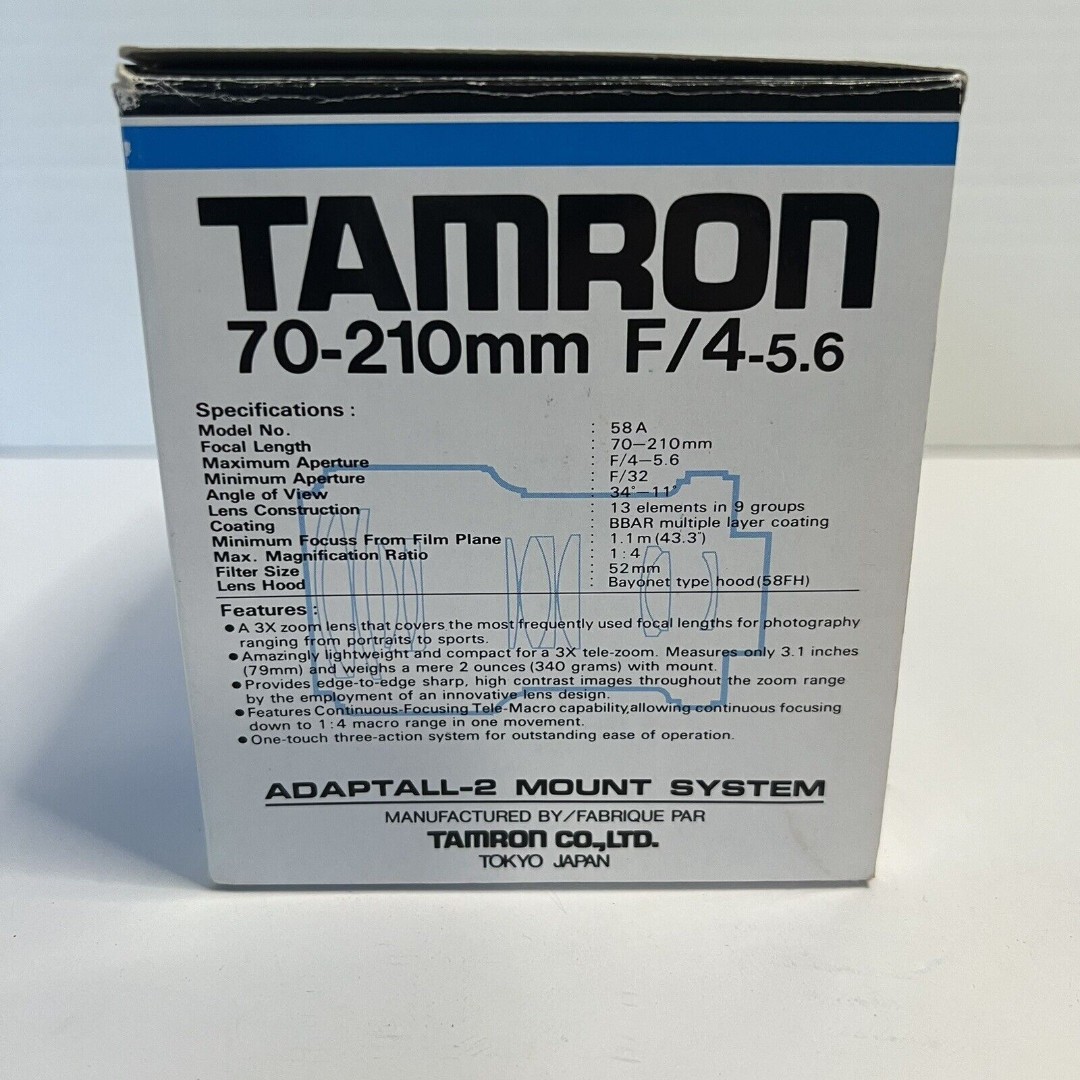 TAMRON
70-210mm F/4-5.6
Specifications :
Model No. : 58A
Focal Length : 70–210mm
Maximum Aperture : F/4–5.6
Minimum Aperture : F/32
Angle of View : 34°–11°
Lens Construction : 13 elements in 9 groups
Coating : BBAR multiple layer coating
Minimum Focuss From Film Plane : 1.1m (43.3")
Max. Magnification Ratio : 1:4
Filter Size : 52mm
Lens Hood : Bayonet type hood (58FH)
Features :
● A 3X zoom lens that covers the most frequently used focal lengths for photography
ranging from portraits to sports.
● Amazingly lightweight and compact for a 3X tele-zoom. Measures only 3.1 inches
(79mm) and weighs a mere 2 ounces (340 grams) with mount.
● Provides edge-to-edge sharp, high contrast images throughout the zoom range
by the employment of an innovative lens design.
● Features Continuous-Focusing Tele-Macro capability,allowing continuous focusing
down to 1:4 macro range in one movement.
● One-touch three-action system for outstanding ease of operation.
ADAPTALL-2 MOUNT SYSTEM
MANUFACTURED BY/FABRIQUE PAR
TAMRON CO.,LTD.
TOKYO JAPAN